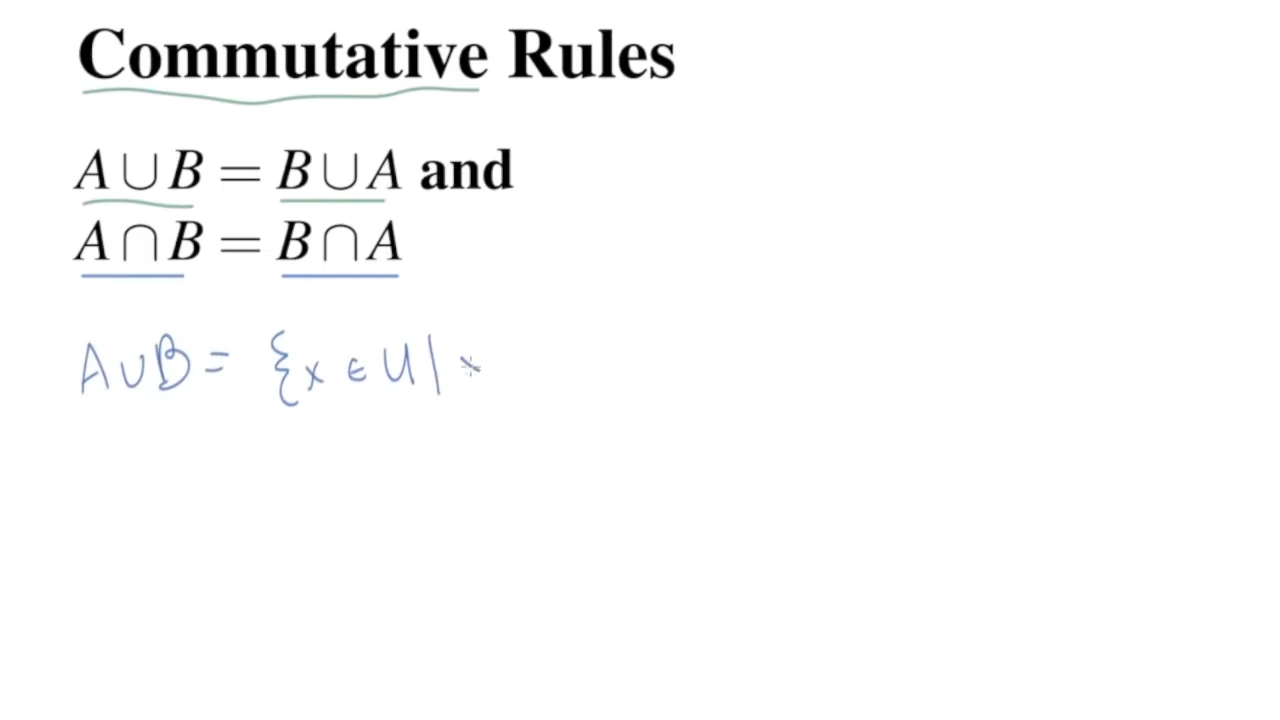 Commutative Rules
A ∪ B = B ∪ A and
A ∩ B = B ∩ A
A∪B = {x ∈ U | x